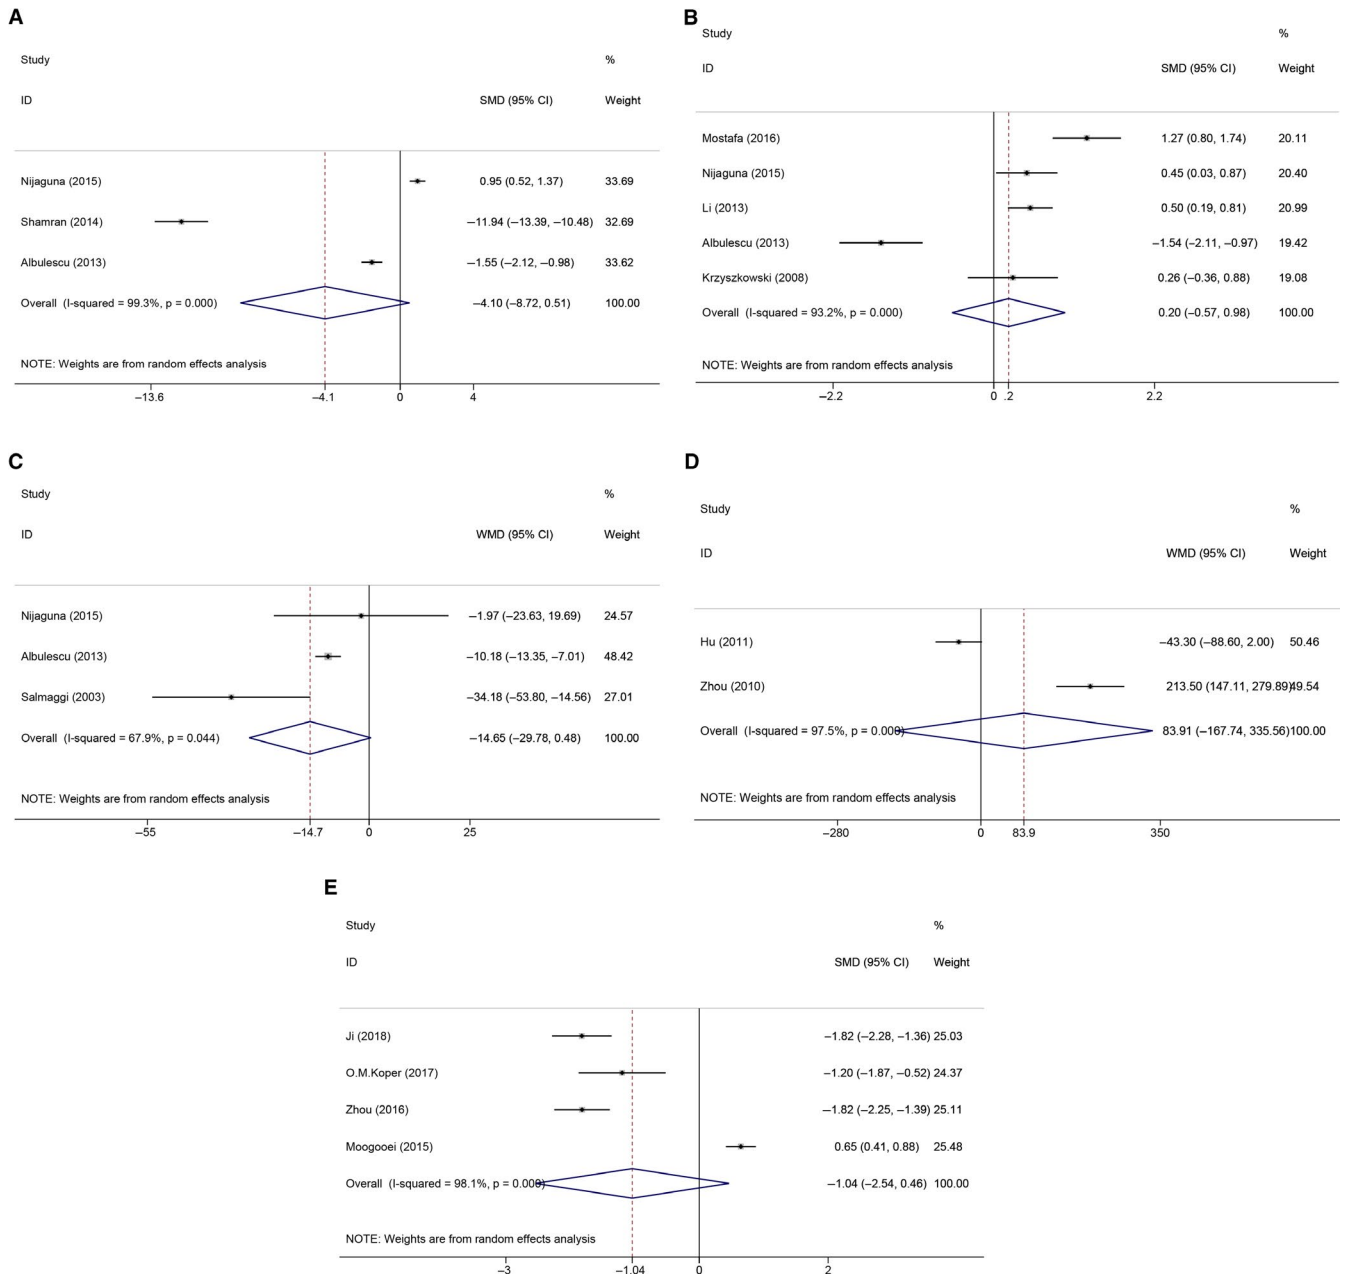 A
Study %
ID SMD (95% CI) Weight
Nijaguna (2015) 0.95 (0.52, 1.37) 33.69
Shamran (2014) −11.94 (−13.39, −10.48) 32.69
Albulescu (2013) −1.55 (−2.12, −0.98) 33.62
Overall (I-squared = 99.3%, p = 0.000) −4.10 (−8.72, 0.51) 100.00
NOTE: Weights are from random effects analysis
−13.6 −4.1 0 4
B
Study %
ID SMD (95% CI) Weight
Mostafa (2016) 1.27 (0.80, 1.74) 20.11
Nijaguna (2015) 0.45 (0.03, 0.87) 20.40
Li (2013) 0.50 (0.19, 0.81) 20.99
Albulescu (2013) −1.54 (−2.11, −0.97) 19.42
Krzyszkowski (2008) 0.26 (−0.36, 0.88) 19.08
Overall (I-squared = 93.2%, p = 0.000) 0.20 (−0.57, 0.98) 100.00
NOTE: Weights are from random effects analysis
−2.2 0 .2 2.2
C
Study %
ID WMD (95% CI) Weight
Nijaguna (2015) −1.97 (−23.63, 19.69) 24.57
Albulescu (2013) −10.18 (−13.35, −7.01) 48.42
Salmaggi (2003) −34.18 (−53.80, −14.56) 27.01
Overall (I-squared = 67.9%, p = 0.044) −14.65 (−29.78, 0.48) 100.00
NOTE: Weights are from random effects analysis
−55 −14.7 0 25
D
Study %
ID WMD (95% CI) Weight
Hu (2011) −43.30 (−88.60, 2.00) 50.46
Zhou (2010) 213.50 (147.11, 279.89) 49.54
Overall (I-squared = 97.5%, p = 0.000) 83.91 (−167.74, 335.56) 100.00
NOTE: Weights are from random effects analysis
−280 0 83.9 350
E
Study %
ID SMD (95% CI) Weight
Ji (2018) −1.82 (−2.28, −1.36) 25.03
O.M.Koper (2017) −1.20 (−1.87, −0.52) 24.37
Zhou (2016) −1.82 (−2.25, −1.39) 25.11
Moogooei (2015) 0.65 (0.41, 0.88) 25.48
Overall (I-squared = 98.1%, p = 0.000) −1.04 (−2.54, 0.46) 100.00
NOTE: Weights are from random effects analysis
−3 −1.04 0 2